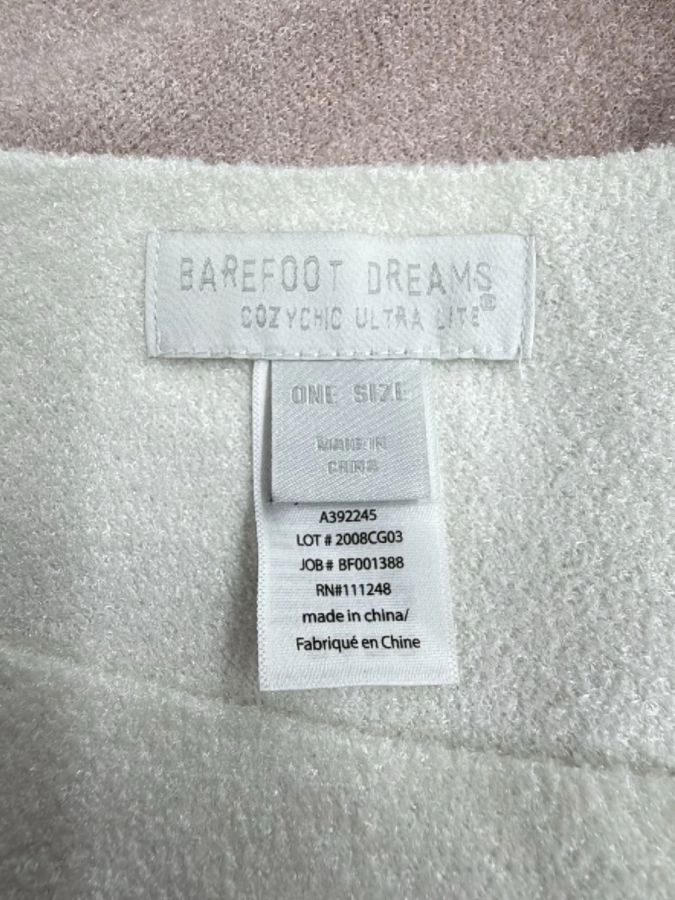 BAREFOOT DREAMS
COZYCHIC ULTRA LITE®
ONE SIZE
MADE IN
CHINA
A392245
LOT # 2008CG03
JOB# BF001388
RN#111248
made in china/
Fabriqué en Chine